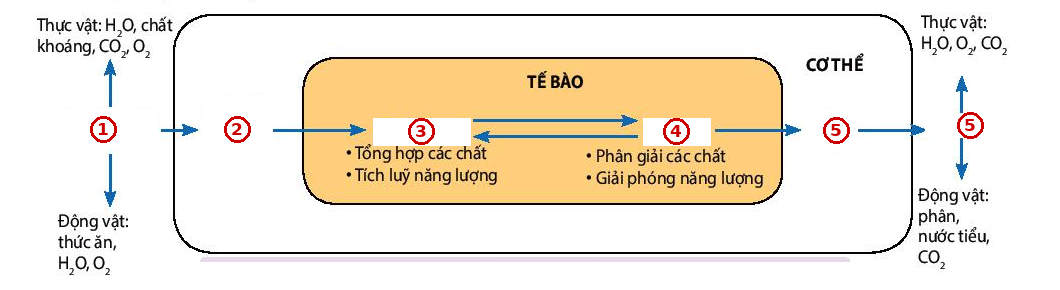 Thực vật: H₂O, chất
khoáng, CO₂, O₂
1
Động vật:
thức ăn,
H₂O, O₂
2
TẾ BÀO
3
• Tổng hợp các chất
• Tích luỹ năng lượng
4
• Phân giải các chất
• Giải phóng năng lượng
CƠ THỂ
5
Thực vật:
H₂O, O₂, CO₂
5
Động vật:
phân,
nước tiểu,
CO₂